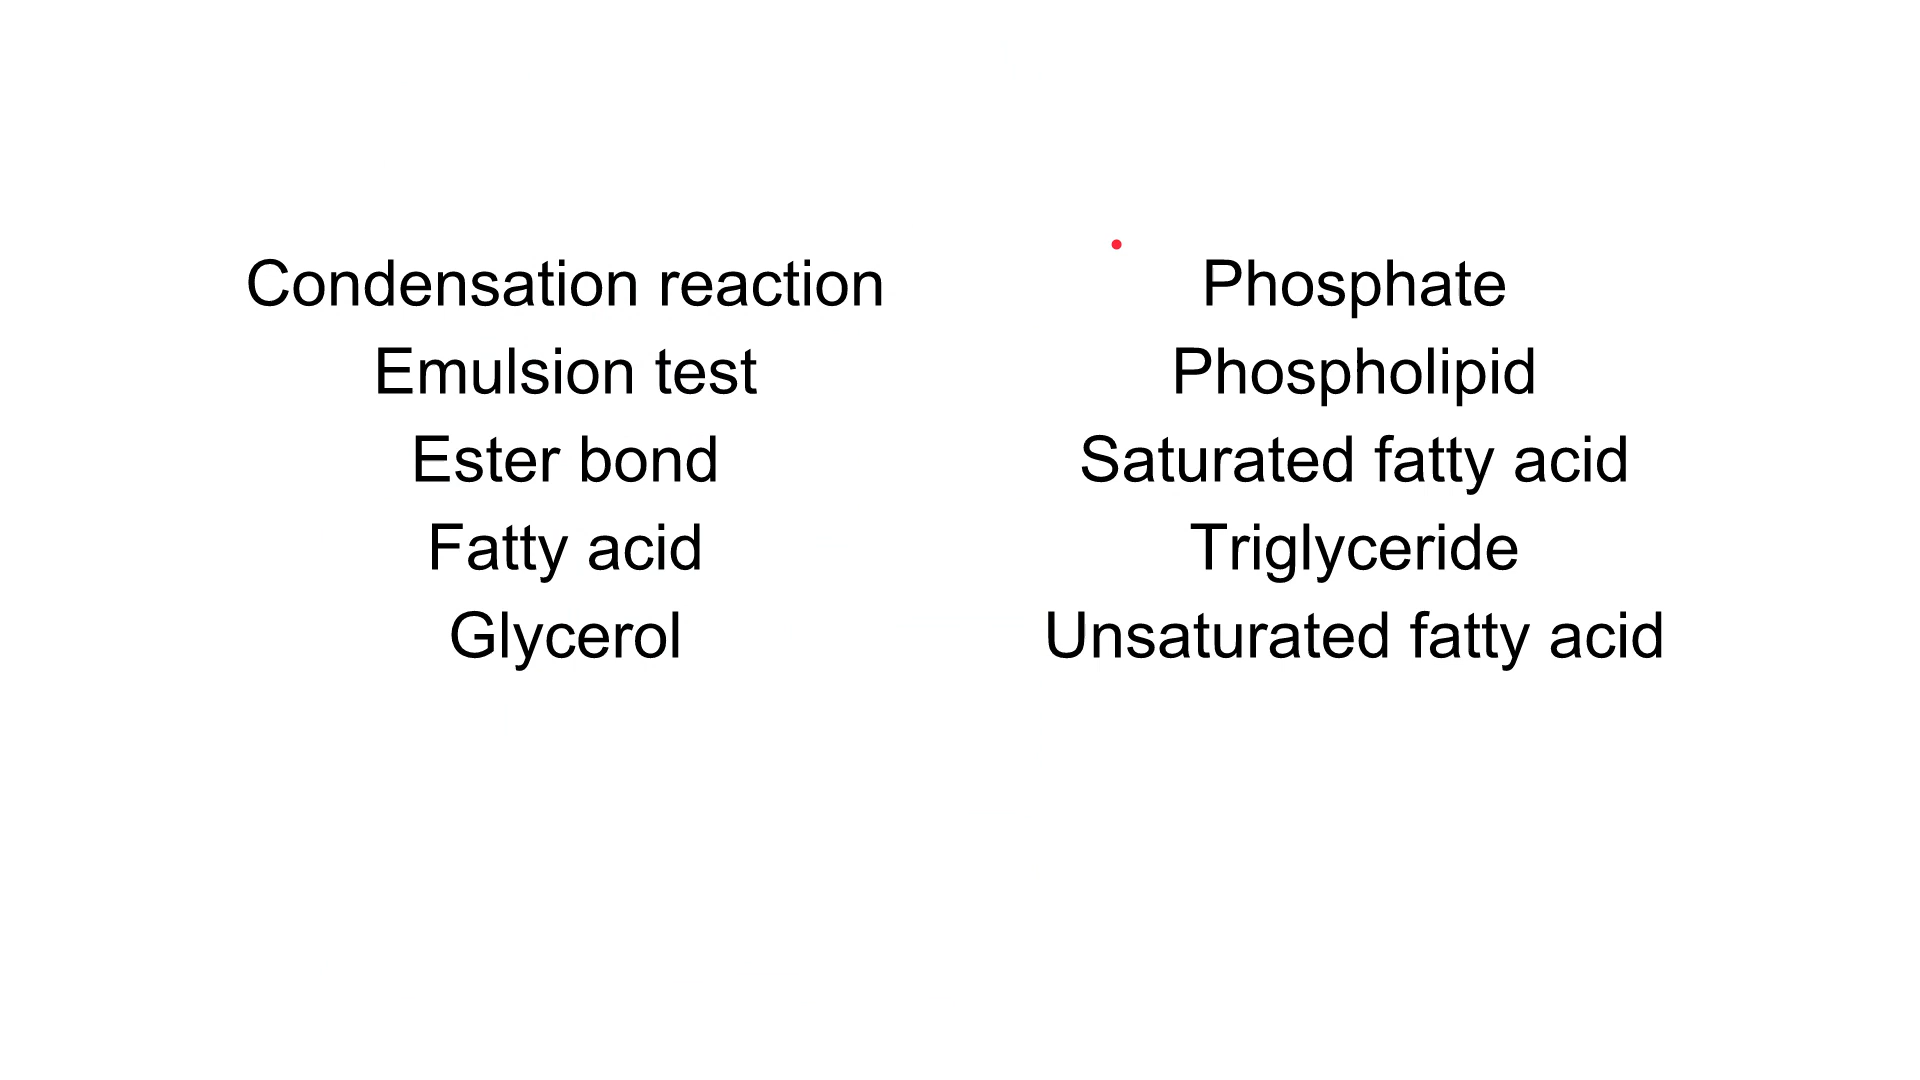 Condensation reaction
Emulsion test
Ester bond
Fatty acid
Glycerol
Phosphate
Phospholipid
Saturated fatty acid
Triglyceride
Unsaturated fatty acid